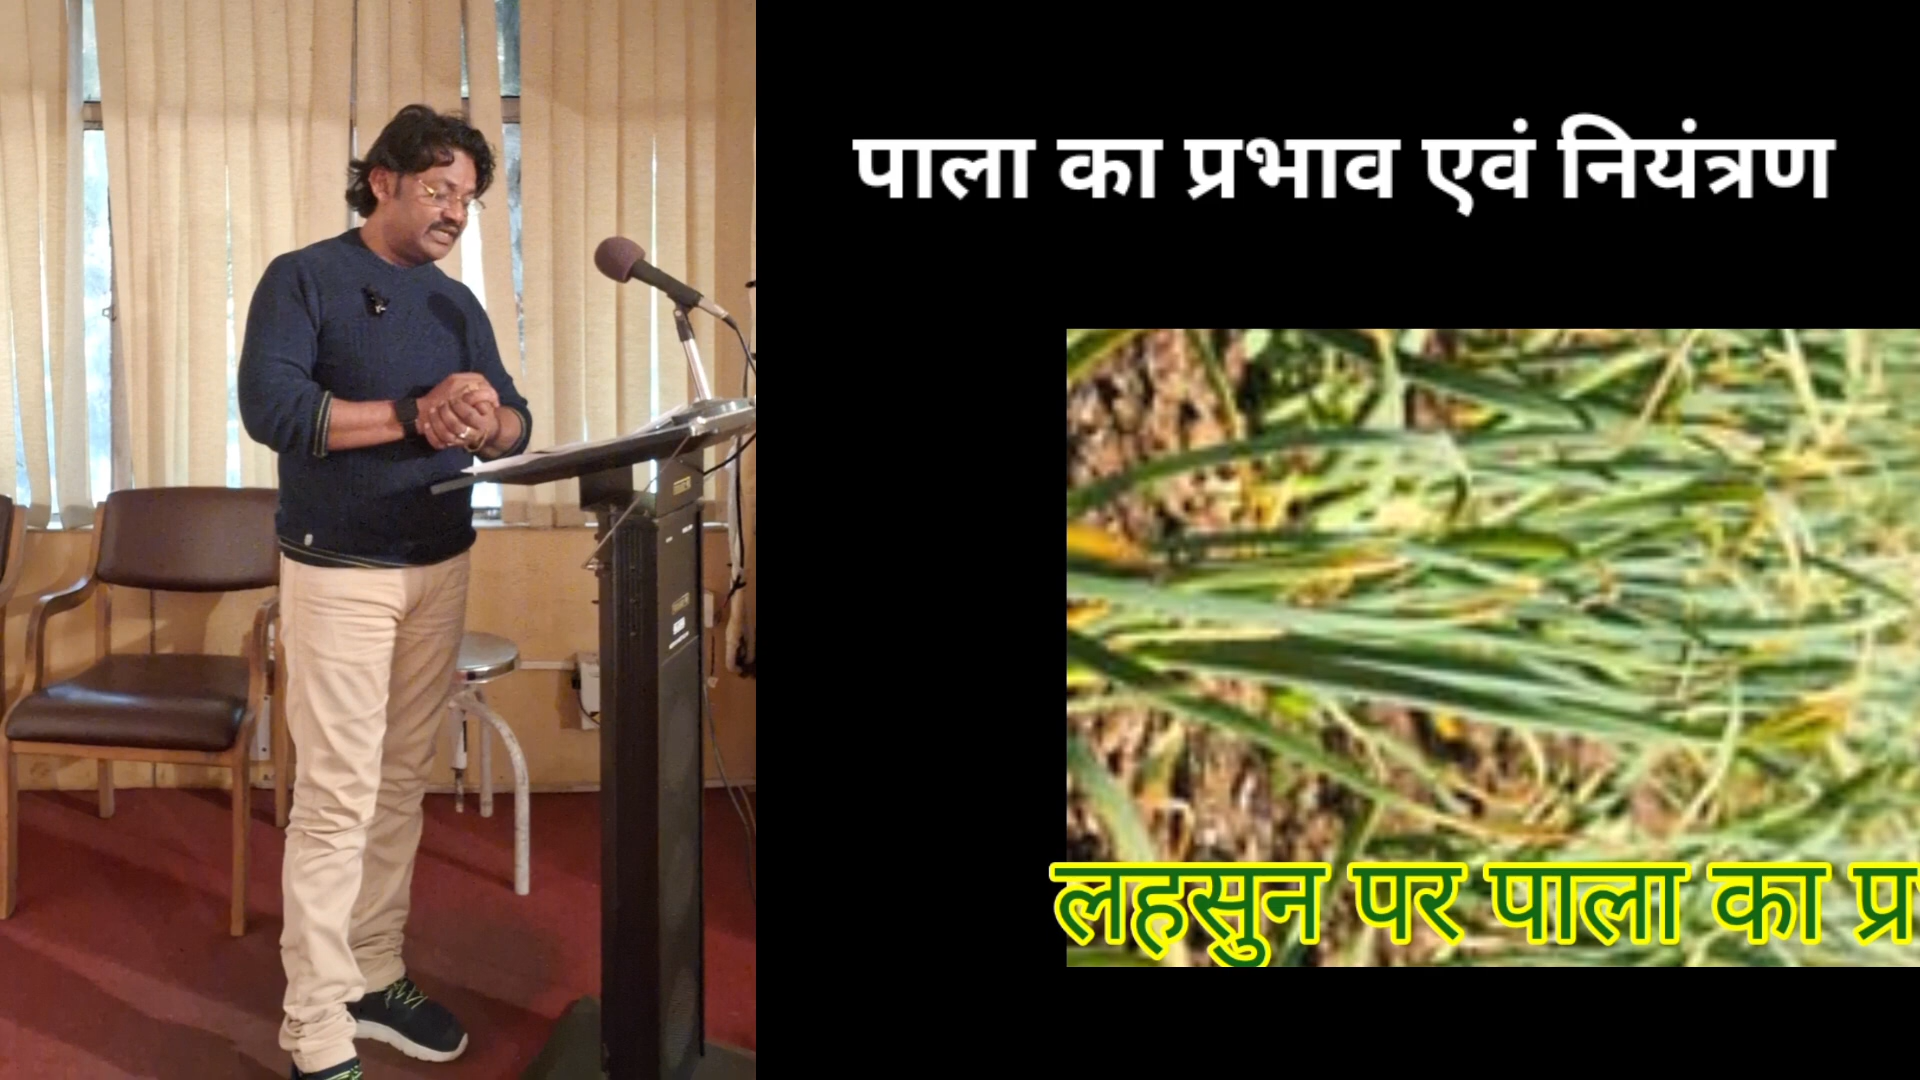 पाला का प्रभाव एवं नियंत्रण
लहसुन पर पाला का